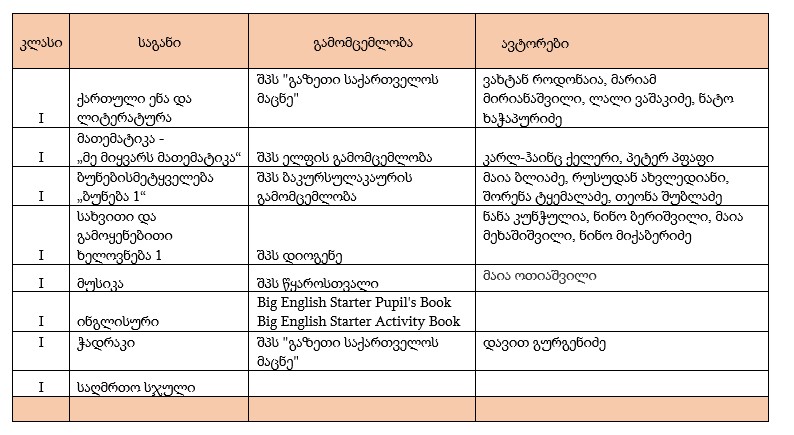 კლასი საგანი გამომცემლობა ავტორები
შპს "გაზეთი საქართველოს
მაცნე"
ვახტან როდონაია, მარიამ
მირიანაშვილი, ლალი ვაშაკიძე, ნატო
ხაჭაპურიძე
ქართული ენა და
I ლიტერატურა
მათემატიკა -
I „მე მიყვარს მათემატიკა“ შპს ელფის გამომცემლობა კარლ-ჰაინც ქელერი, პეტერ პფაფი
ბუნებისმეტყველება
I „ბუნება 1“
შპს ბაკურსულაკაურის
გამომცემლობა
მაია ბლიაძე, რუსუდან ახვლედიანი,
შორენა ტყემალაძე, თეონა შუბლაძე
სახვითი და
გამოყენებითი
I ხელოვნება 1 შპს დიოგენე
ნანა კუნჭულია, ნინო ბერიშვილი, მაია
მეხაშიშვილი, ნინო მიქაბერიძე
I მუსიკა შპს წყაროსთვალი მაია ოთიაშვილი
Big English Starter Pupil's Book
I ინგლისური Big English Starter Activity Book
I ჭადრაკი შპს "გაზეთი საქართველოს
მაცნე"
დავით გურგენიძე
I საღმრთო სჯული